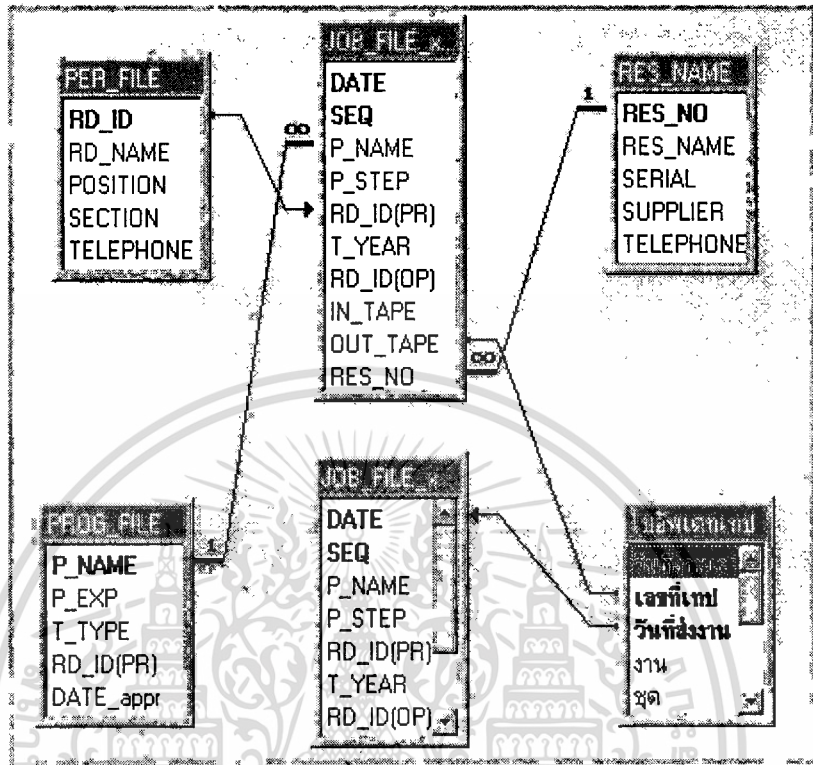 PER_FILE
RD_ID
RD_NAME
POSITION
SECTION
TELEPHONE
∞
JOB_FILE_x
DATE
SEQ
P_NAME
P_STEP
RD_ID(PR)
T_YEAR
RD_ID(OP)
IN_TAPE
OUT_TAPE
RES_NO
∞
1
RES_NAME
RES_NO
RES_NAME
SERIAL
SUPPLIER
TELEPHONE
PROG_FILE
P_NAME
P_EXP
T_TYPE
RD_ID(PR)
DATE_appr
1
JOB_FILE
DATE
SEQ
P_NAME
P_STEP
RD_ID(PR)
T_YEAR
RD_ID(OP)
เลขที่เทป
วันที่ส่งงาน
งาน
ชุด